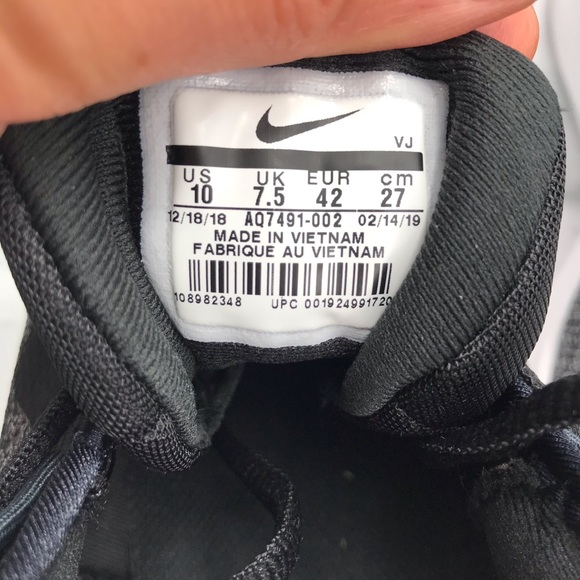 VJ
US UK EUR cm
10 7.5 42 27
12/18/18 AQ7491-002 02/14/19
MADE IN VIETNAM
FABRIQUE AU VIETNAM
108982348 UPC 001924991720